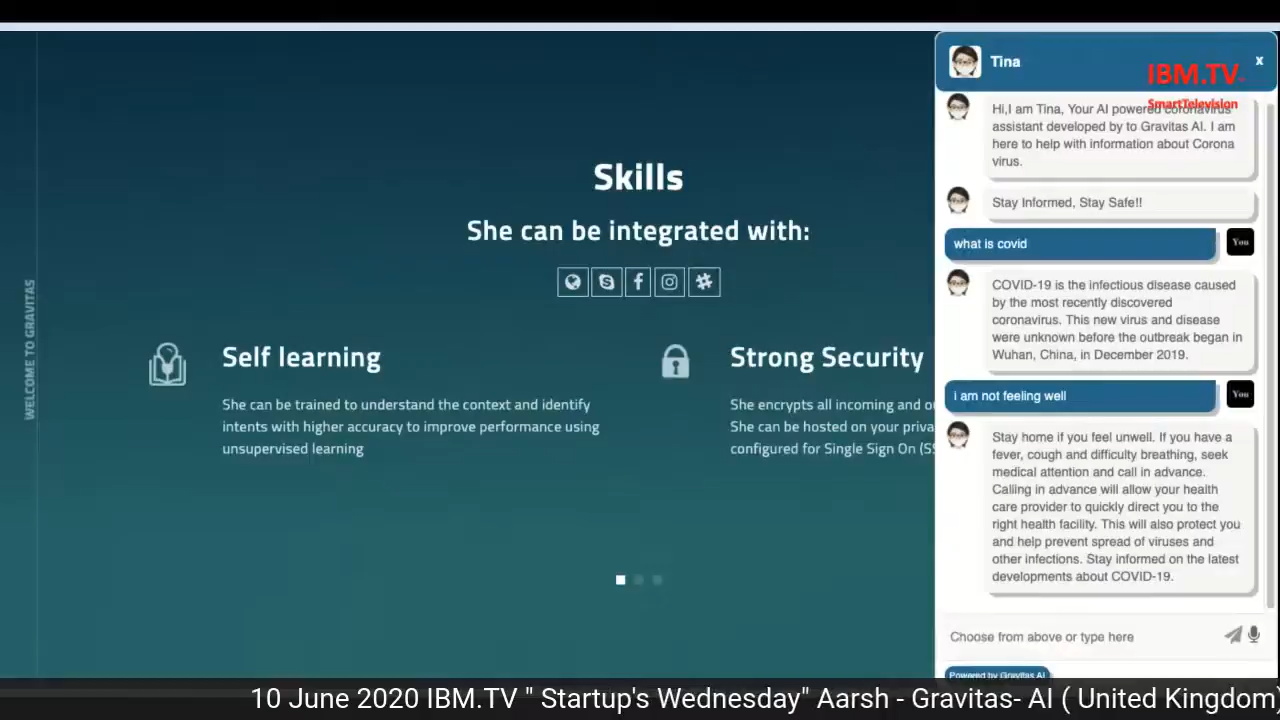 WELCOME TO GRAVITAS
Skills
She can be integrated with:
Self learning
She can be trained to understand the context and identify
intents with higher accuracy to improve performance using
unsupervised learning
Strong Security
She encrypts all incoming and
She can be hosted on your
configured for Single Sign On
Tina
x
IBM.TV
SmartTelevision
Hi,I am Tina, Your AI powered coronavirus
assistant developed by to Gravitas AI. I am
here to help with information about Corona
virus.
Stay Informed, Stay Safe!!
what is covid
You
COVID-19 is the infectious disease caused
by the most recently discovered
coronavirus. This new virus and disease
were unknown before the outbreak began in
Wuhan, China, in December 2019.
i am not feeling well
You
Stay home if you feel unwell. If you have a
fever, cough and difficulty breathing, seek
medical attention and call in advance.
Calling in advance will allow your health
care provider to quickly direct you to the
right health facility. This will also protect you
and help prevent spread of viruses and
other infections. Stay informed on the latest
developments about COVID-19.
Choose from above or type here
Powered by Gravitas AI
10 June 2020 IBM.TV " Startup's Wednesday" Aarsh - Gravitas- AI ( United Kingdom)